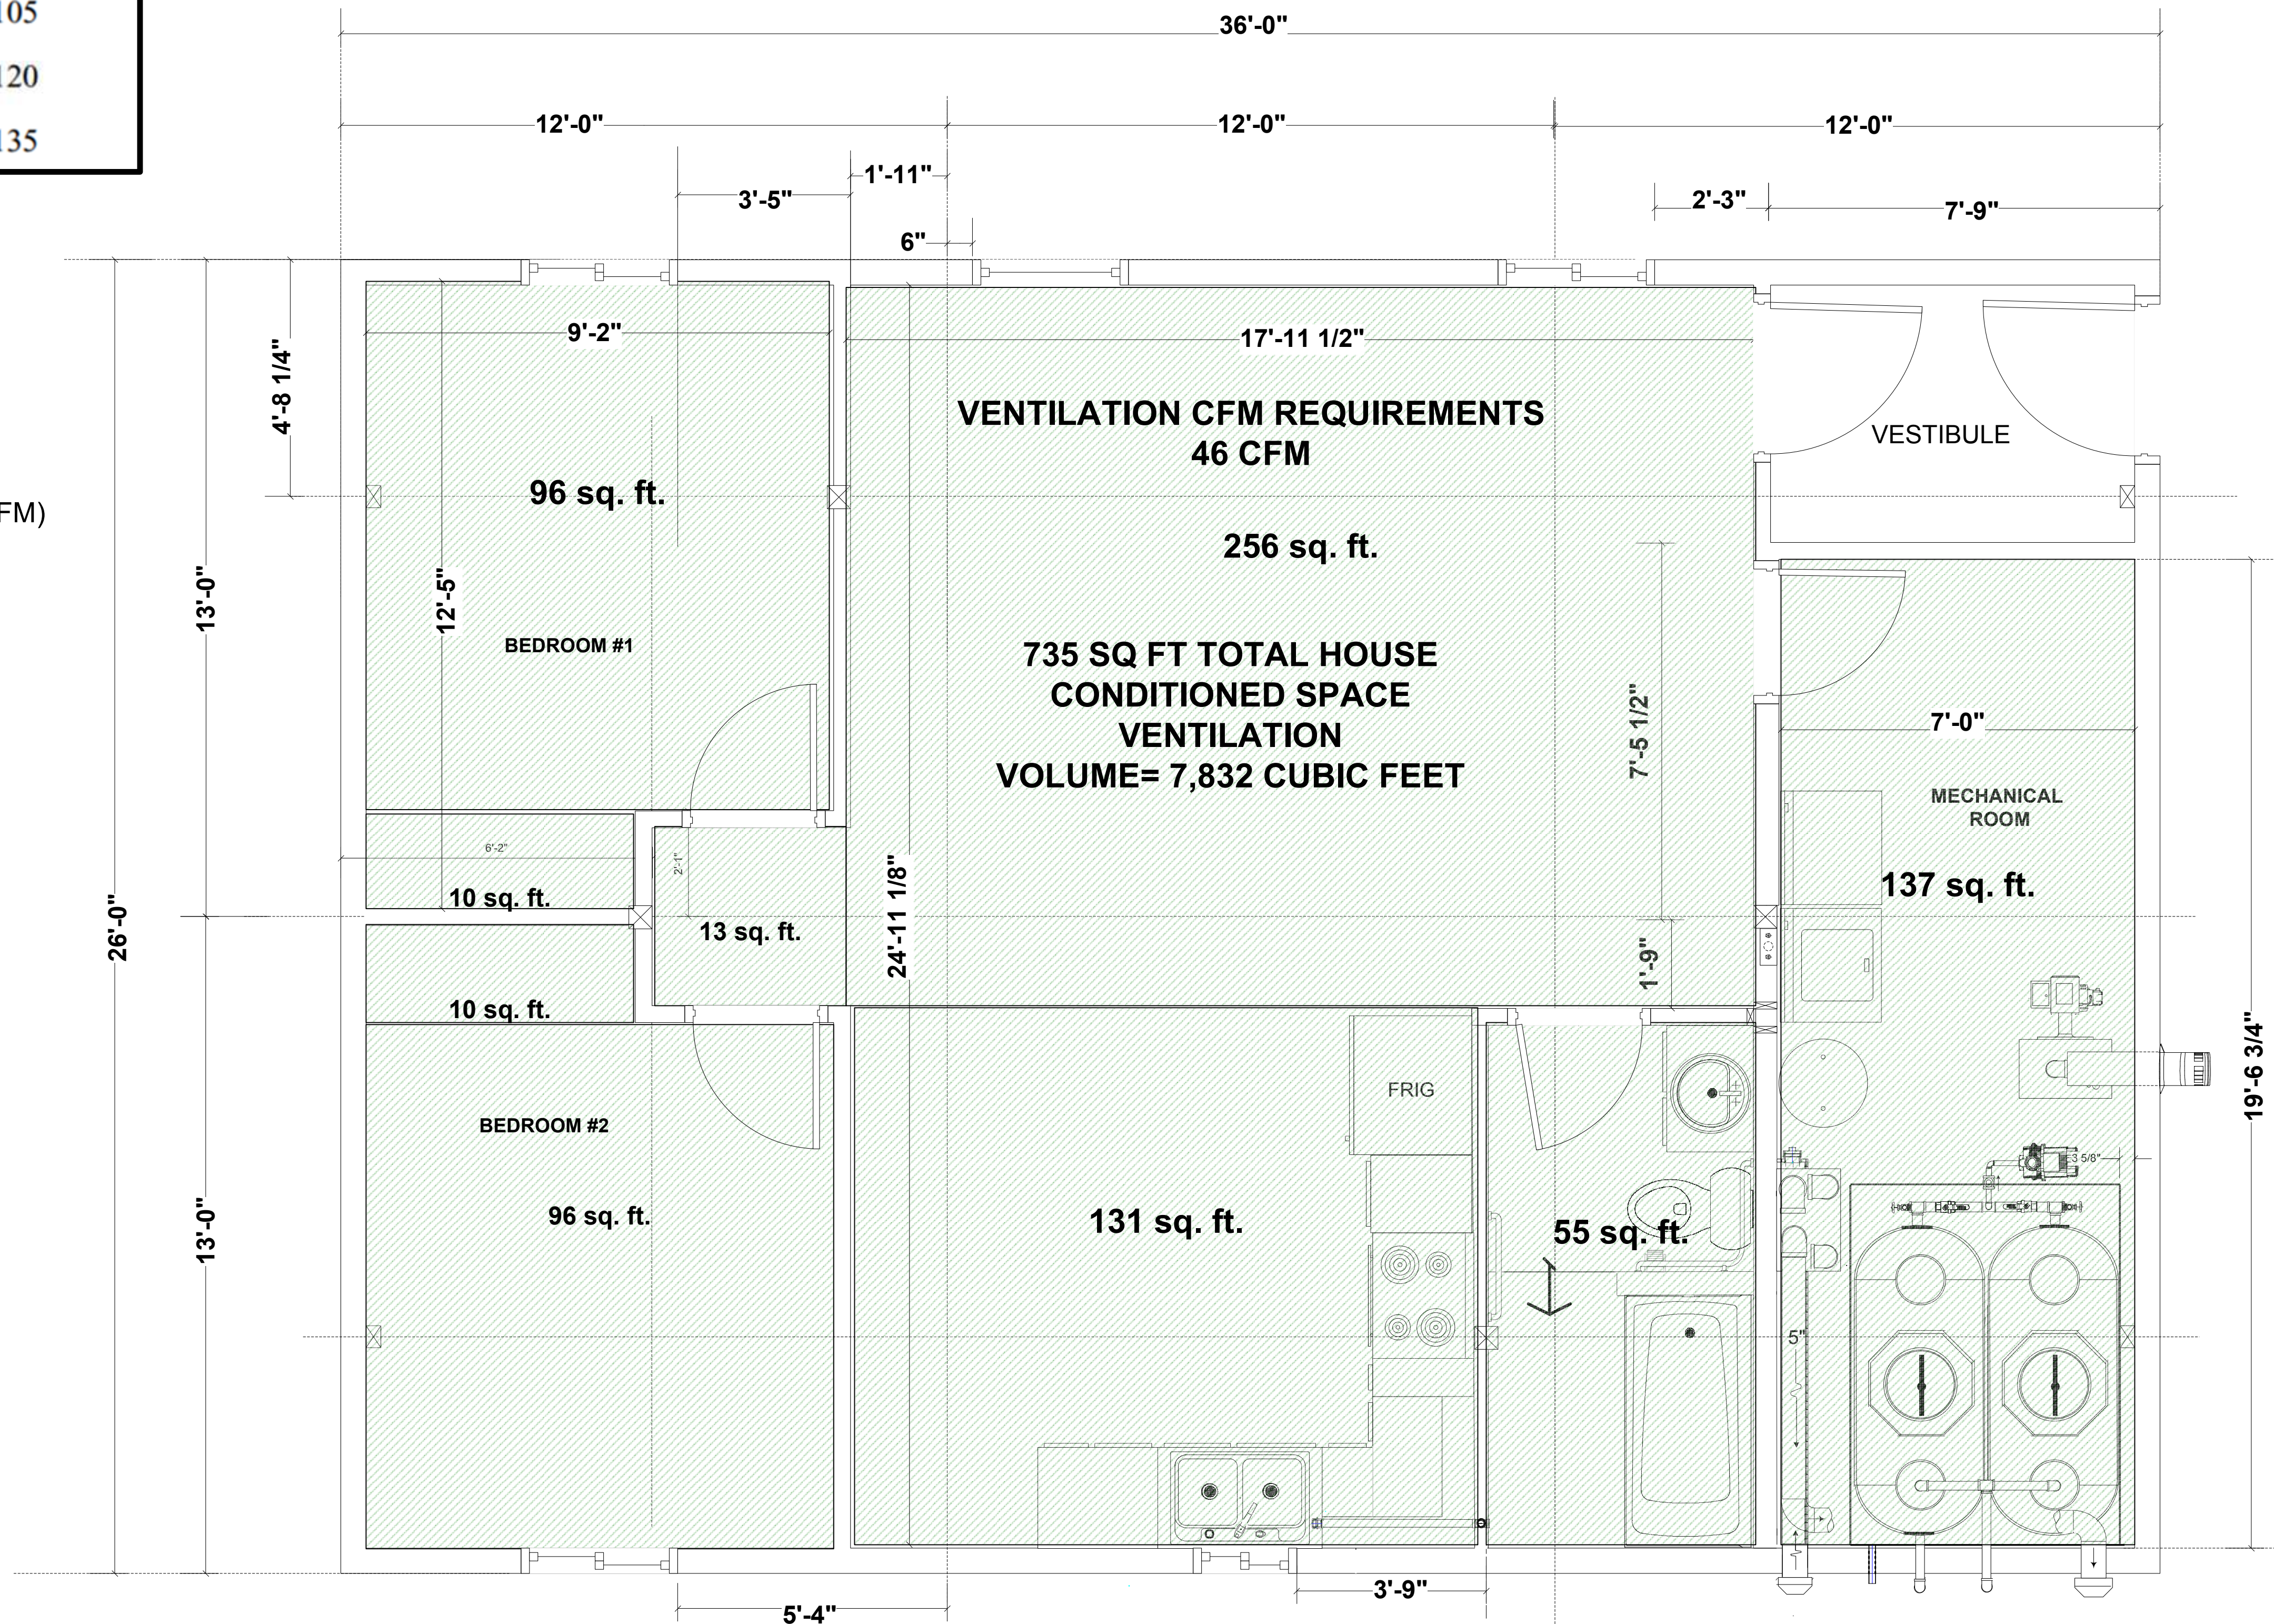 105
120
135
FM)
36'-0"
12'-0"
12'-0"
12'-0"
1'-11"
3'-5"
2'-3"
7'-9"
6"
9'-2"
17'-11 1/2"
4'-8 1/4"
VENTILATION CFM REQUIREMENTS
46 CFM
VESTIBULE
96 sq. ft.
256 sq. ft.
13'-0"
12'-5"
BEDROOM #1
735 SQ FT TOTAL HOUSE
CONDITIONED SPACE
VENTILATION
VOLUME= 7,832 CUBIC FEET
7'-5 1/2"
7'-0"
MECHANICAL
ROOM
137 sq. ft.
6'-2"
2'-1"
10 sq. ft.
13 sq. ft.
24'-11 1/8"
26'-0"
1'-9"
10 sq. ft.
19'-6 3/4"
FRIG
BEDROOM #2
3 5/8"
13'-0"
96 sq. ft.
131 sq. ft.
55 sq. ft.
5"
3'-9"
5'-4"